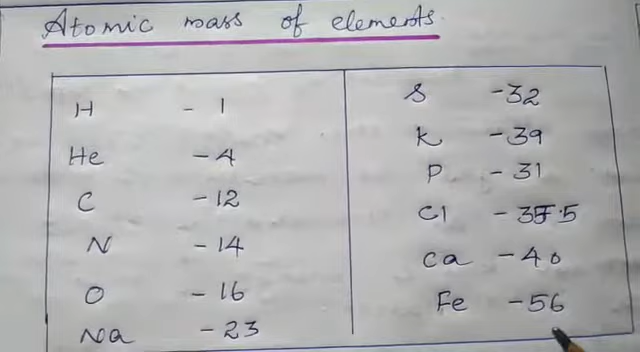 Atomic mass of elements.
H - 1
He - 4
C - 12
N - 14
O - 16
Na - 23
S - 32
K - 39
P - 31
Cl - 35.5
Ca - 40
Fe - 56